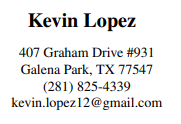 Kevin Lopez
407 Graham Drive #931
Galena Park, TX 77547
(281) 825-4339
kevin.lopez12@gmail.com